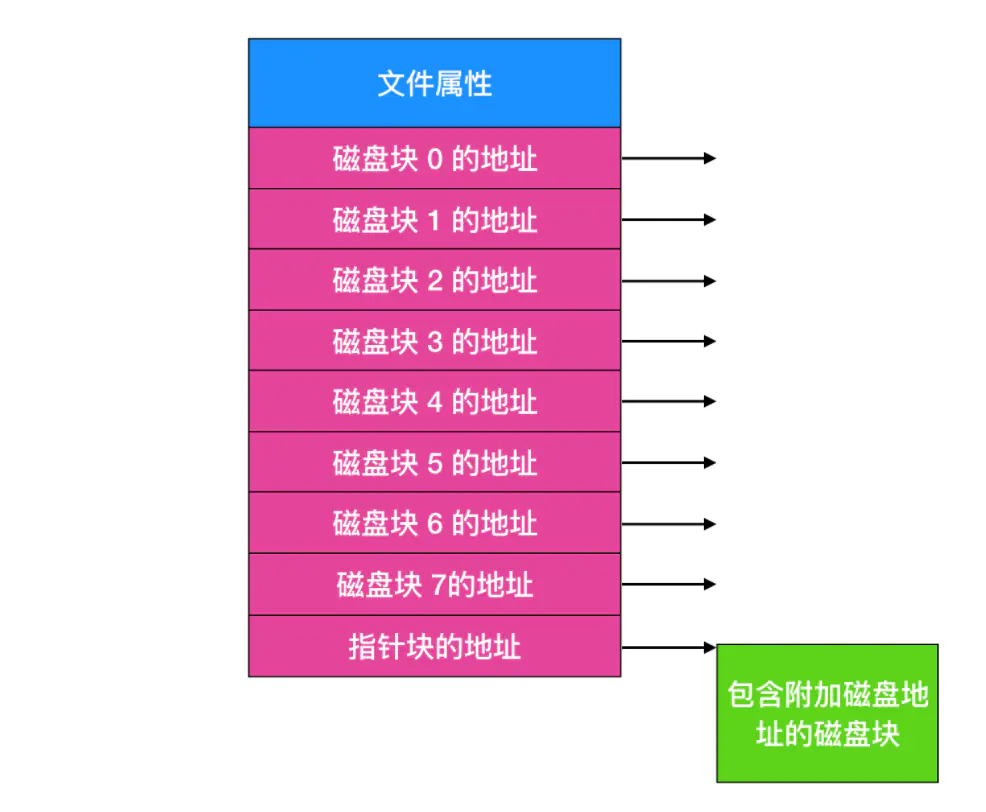 文件属性
磁盘块 0 的地址
磁盘块 1 的地址
磁盘块 2 的地址
磁盘块 3 的地址
磁盘块 4 的地址
磁盘块 5 的地址
磁盘块 6 的地址
磁盘块 7的地址
指针块的地址
包含附加磁盘地
址的磁盘块